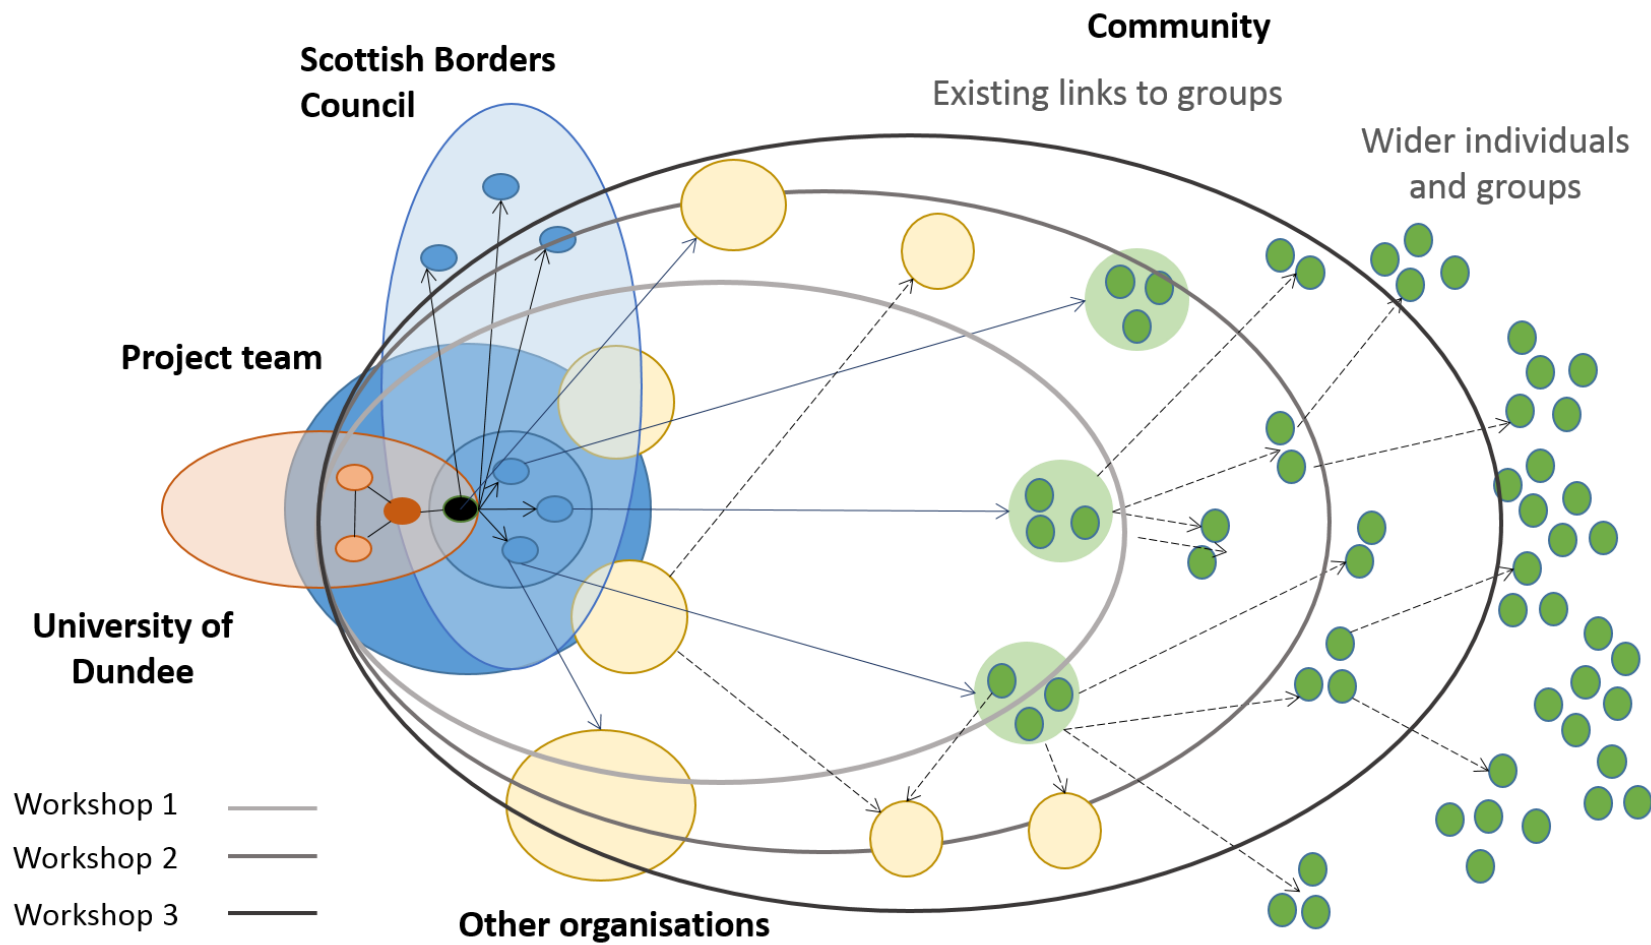 Community
Scottish Borders
Council
Existing links to groups
Wider individuals
and groups
Project team
University of
Dundee
Workshop 1
Workshop 2
Workshop 3
Other organisations